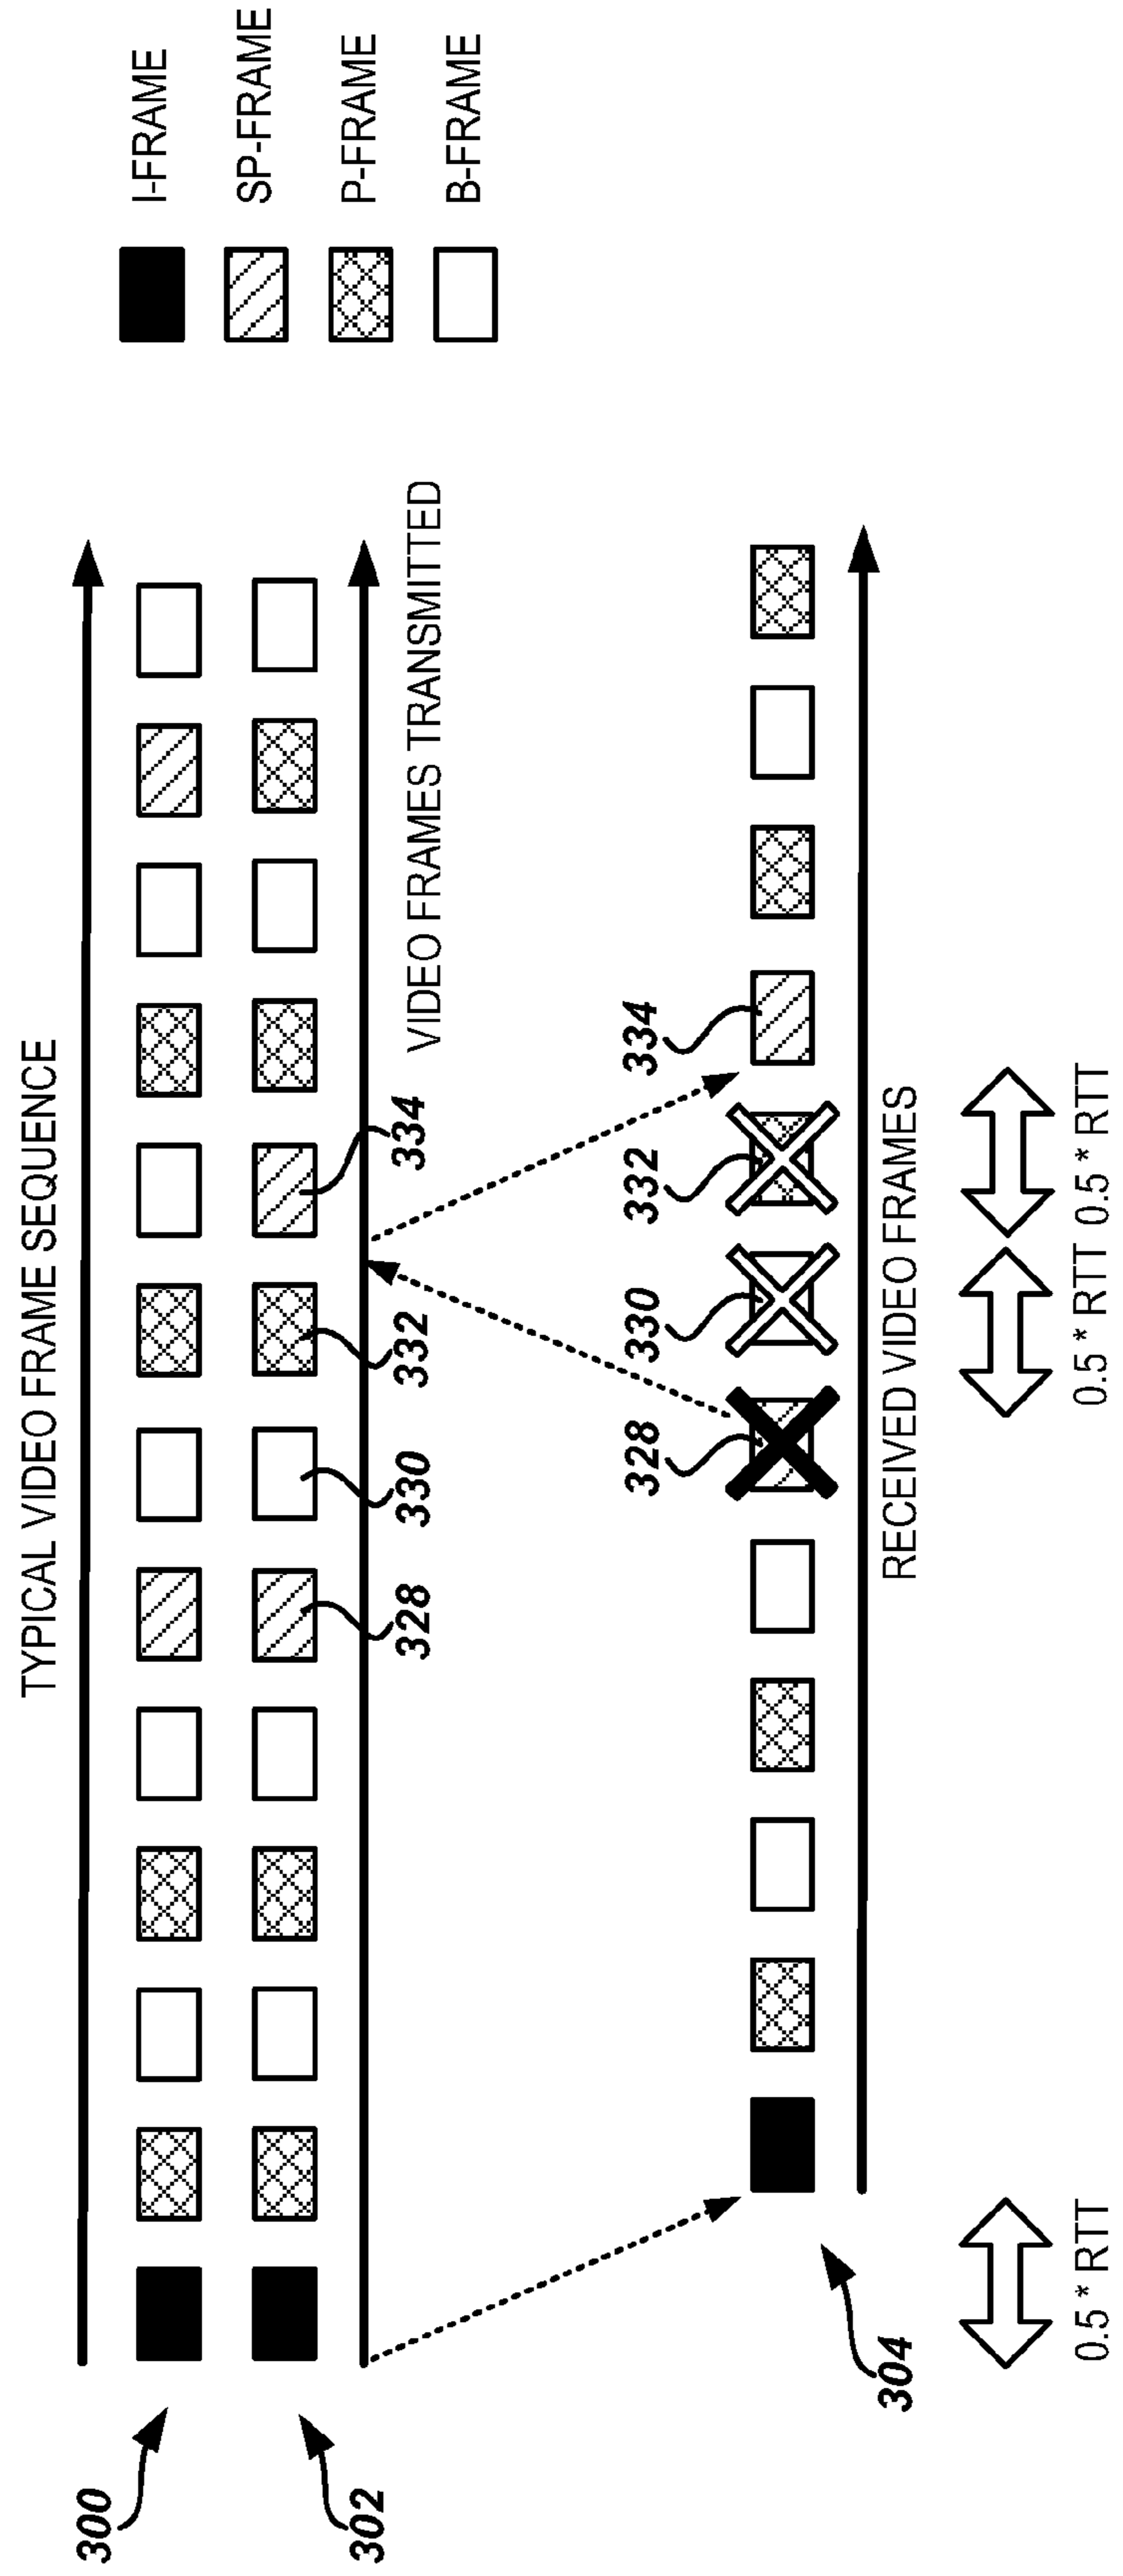 TYPICAL VIDEO FRAME SEQUENCE
300
302
328
330
332
334
VIDEO FRAMES TRANSMITTED
I-FRAME
SP-FRAME
P-FRAME
B-FRAME
328
330
332
334
304
RECEIVED VIDEO FRAMES
0.5 * RTT
0.5 * RTT
0.5 * RTT